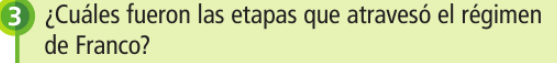 3 ¿Cuáles fueron las etapas que atravesó el régimen
de Franco?